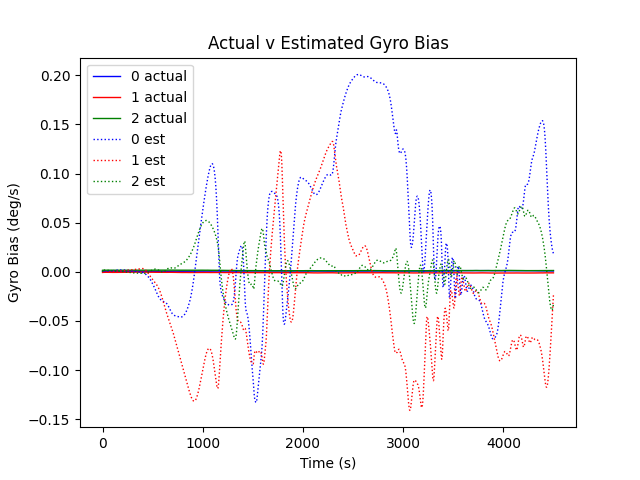 Actual v Estimated Gyro Bias
0 actual
1 actual
2 actual
0 est
1 est
2 est
Gyro Bias (deg/s)
0.20
0.15
0.10
0.05
0.00
−0.05
−0.10
−0.15
0 1000 2000 3000 4000
Time (s)